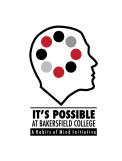 IT'S POSSIBLE
AT BAKERSFIELD COLLEGE
A Habits of Mind Initiative